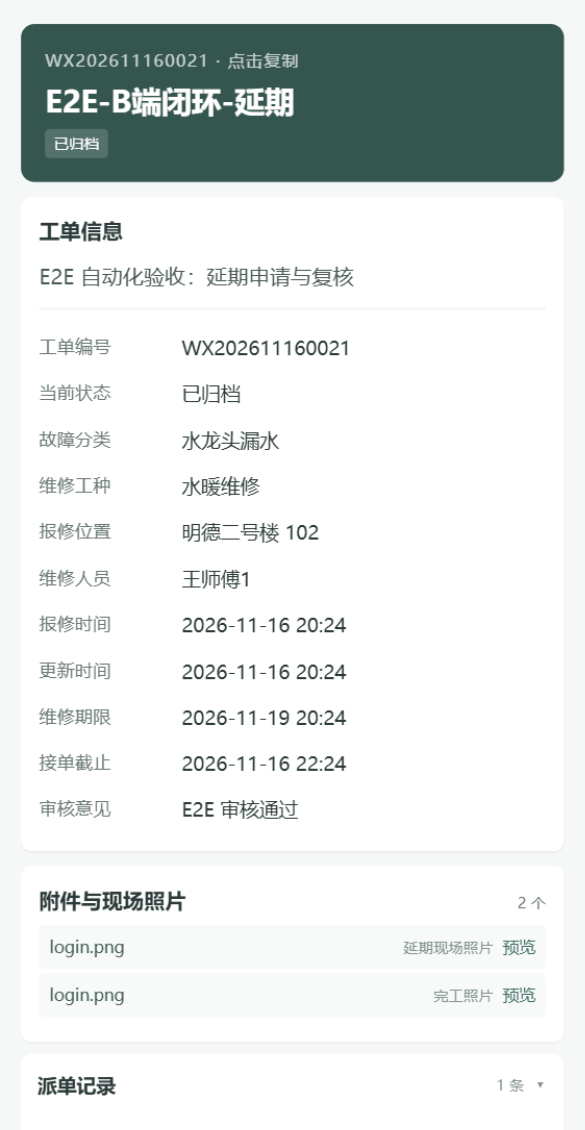 WX202611160021 · 点击复制
E2E-B端闭环-延期
已归档
工单信息
E2E 自动化验收：延期申请与复核
工单编号 WX202611160021
当前状态 已归档
故障分类 水龙头漏水
维修工种 水暖维修
报修位置 明德二号楼 102
维修人员 王师傅1
报修时间 2026-11-16 20:24
更新时间 2026-11-16 20:24
维修期限 2026-11-19 20:24
接单截止 2026-11-16 22:24
审核意见 E2E 审核通过
附件与现场照片 2 个
login.png 延期现场照片 预览
login.png 完工照片 预览
派单记录 1 条 ▾